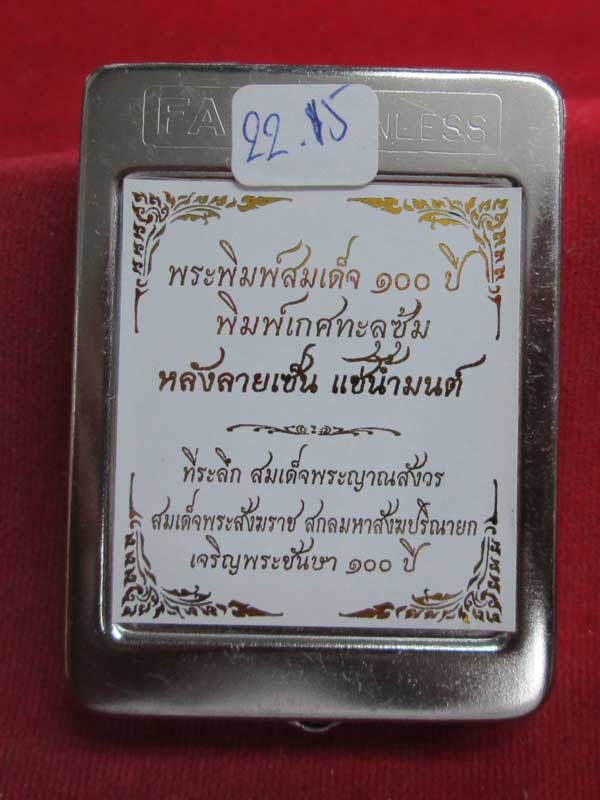 FA NLESS
22.15
พระพิมพ์สมเด็จ ๑๐๐ ปี
พิมพ์เกศทะลุซุ้ม
หลังลายเซ็น แช่น้ำมนต์
ที่ระลึก สมเด็จพระญาณสังวร
สมเด็จพระสังฆราช สกลมหาสังฆปริณายก
เจริญพระชันษา ๑๐๐ ปี